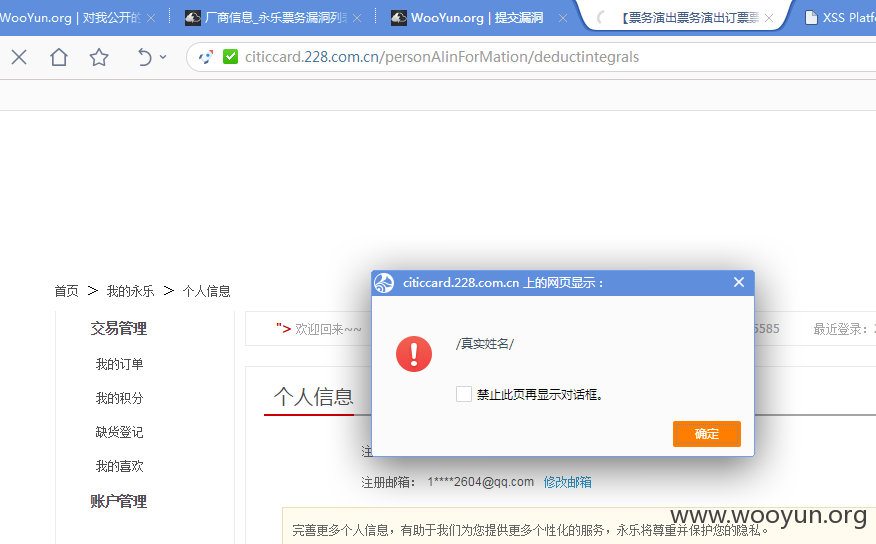 WooYun.org | 对我公开的
厂商信息_永乐票务漏洞列表
WooYun.org | 提交漏洞
【票务演出票务演出订票票
XSS Platf
citiccard.228.com.cn/personAlinForMation/deductintegrals
首页 > 我的永乐 > 个人信息
citiccard.228.com.cn 上的网页显示：
/真实姓名/
禁止此页再显示对话框。
确定
交易管理
我的订单
我的积分
缺货登记
我的喜欢
账户管理
"> 欢迎回来~~
5585
最近登录：
个人信息
注
注册邮箱： 1****2604@qq.com 修改邮箱
完善更多个人信息，有助于我们为您提供更多个性化的服务，永乐将尊重并保护您的隐私。
www.wooyun.org